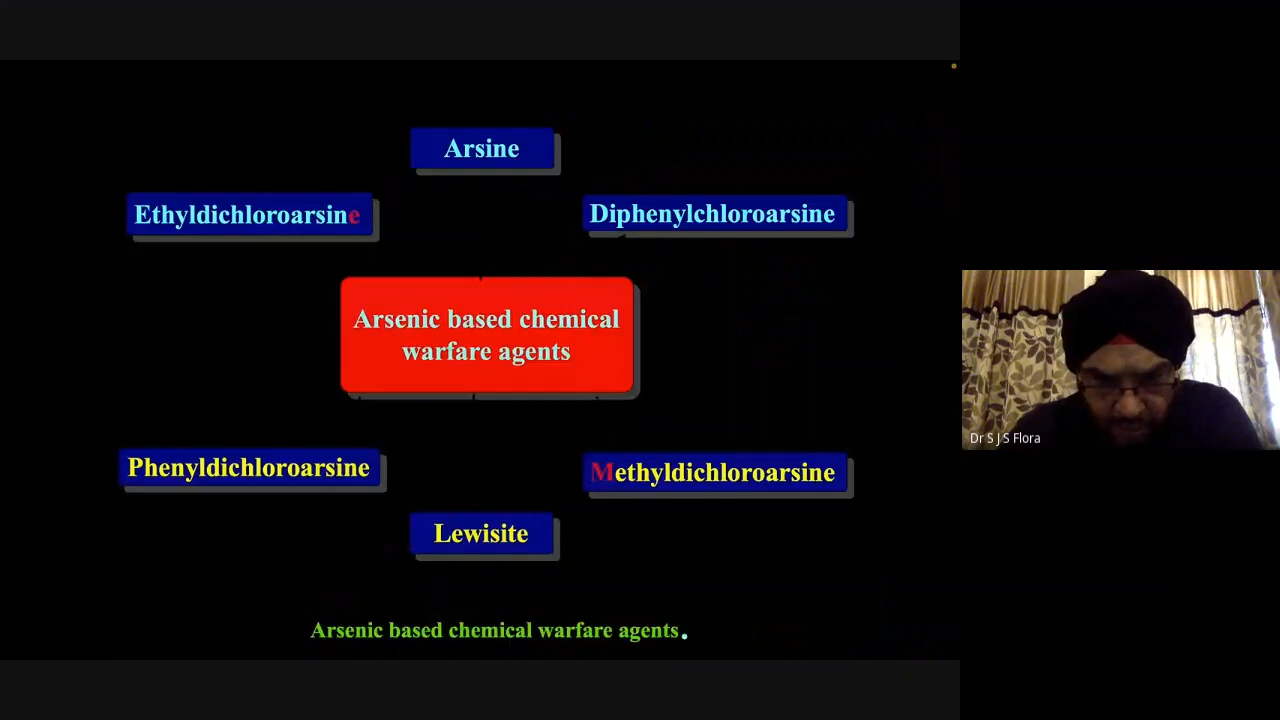 Arsine
Ethyldichloroarsine
Diphenylchloroarsine
Arsenic based chemical
warfare agents
Phenyldichloroarsine
Methyldichloroarsine
Lewisite
Arsenic based chemical warfare agents.
Dr S J S Flora